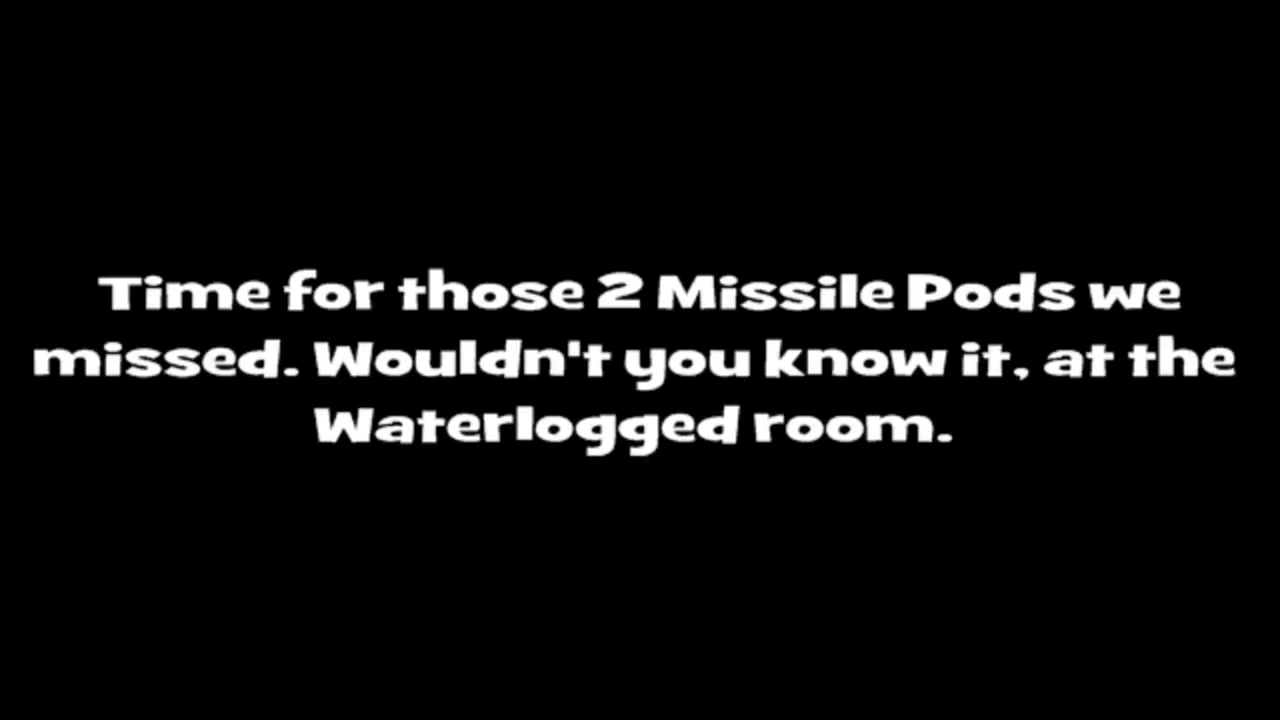 Time for those 2 Missile Pods we
missed. Wouldn't you know it, at the
Waterlogged room.